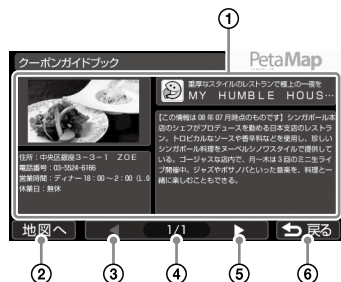 ①
クーポンガイドブック
PetaMap
重厚なスタイルのレストランで極上の一夜を
MY HUMBLE HOUS…
【この情報は08年07月時点のものです】シンガポール本
店のシェフがプロデュースを勤める日本支店のレストラ
ン。トロピカルなソースや香辛料などを使用し、珍しい
シンガポール料理をヌーベルシノワスタイルで提供して
いる。ゴージャスな店内で、月～木は3回のミニ生ライ
ブ開催中。ジャズやボサノバといった音楽を、料理と一
緒に楽しむこともできる。
住所：中央区銀座3－3－1 ZOE
電話番号：03-5524-6166
営業時間：ディナー18：00～2：00（L.O
休業日：無休
地図へ
1/1
戻る
② ③ ④ ⑤ ⑥